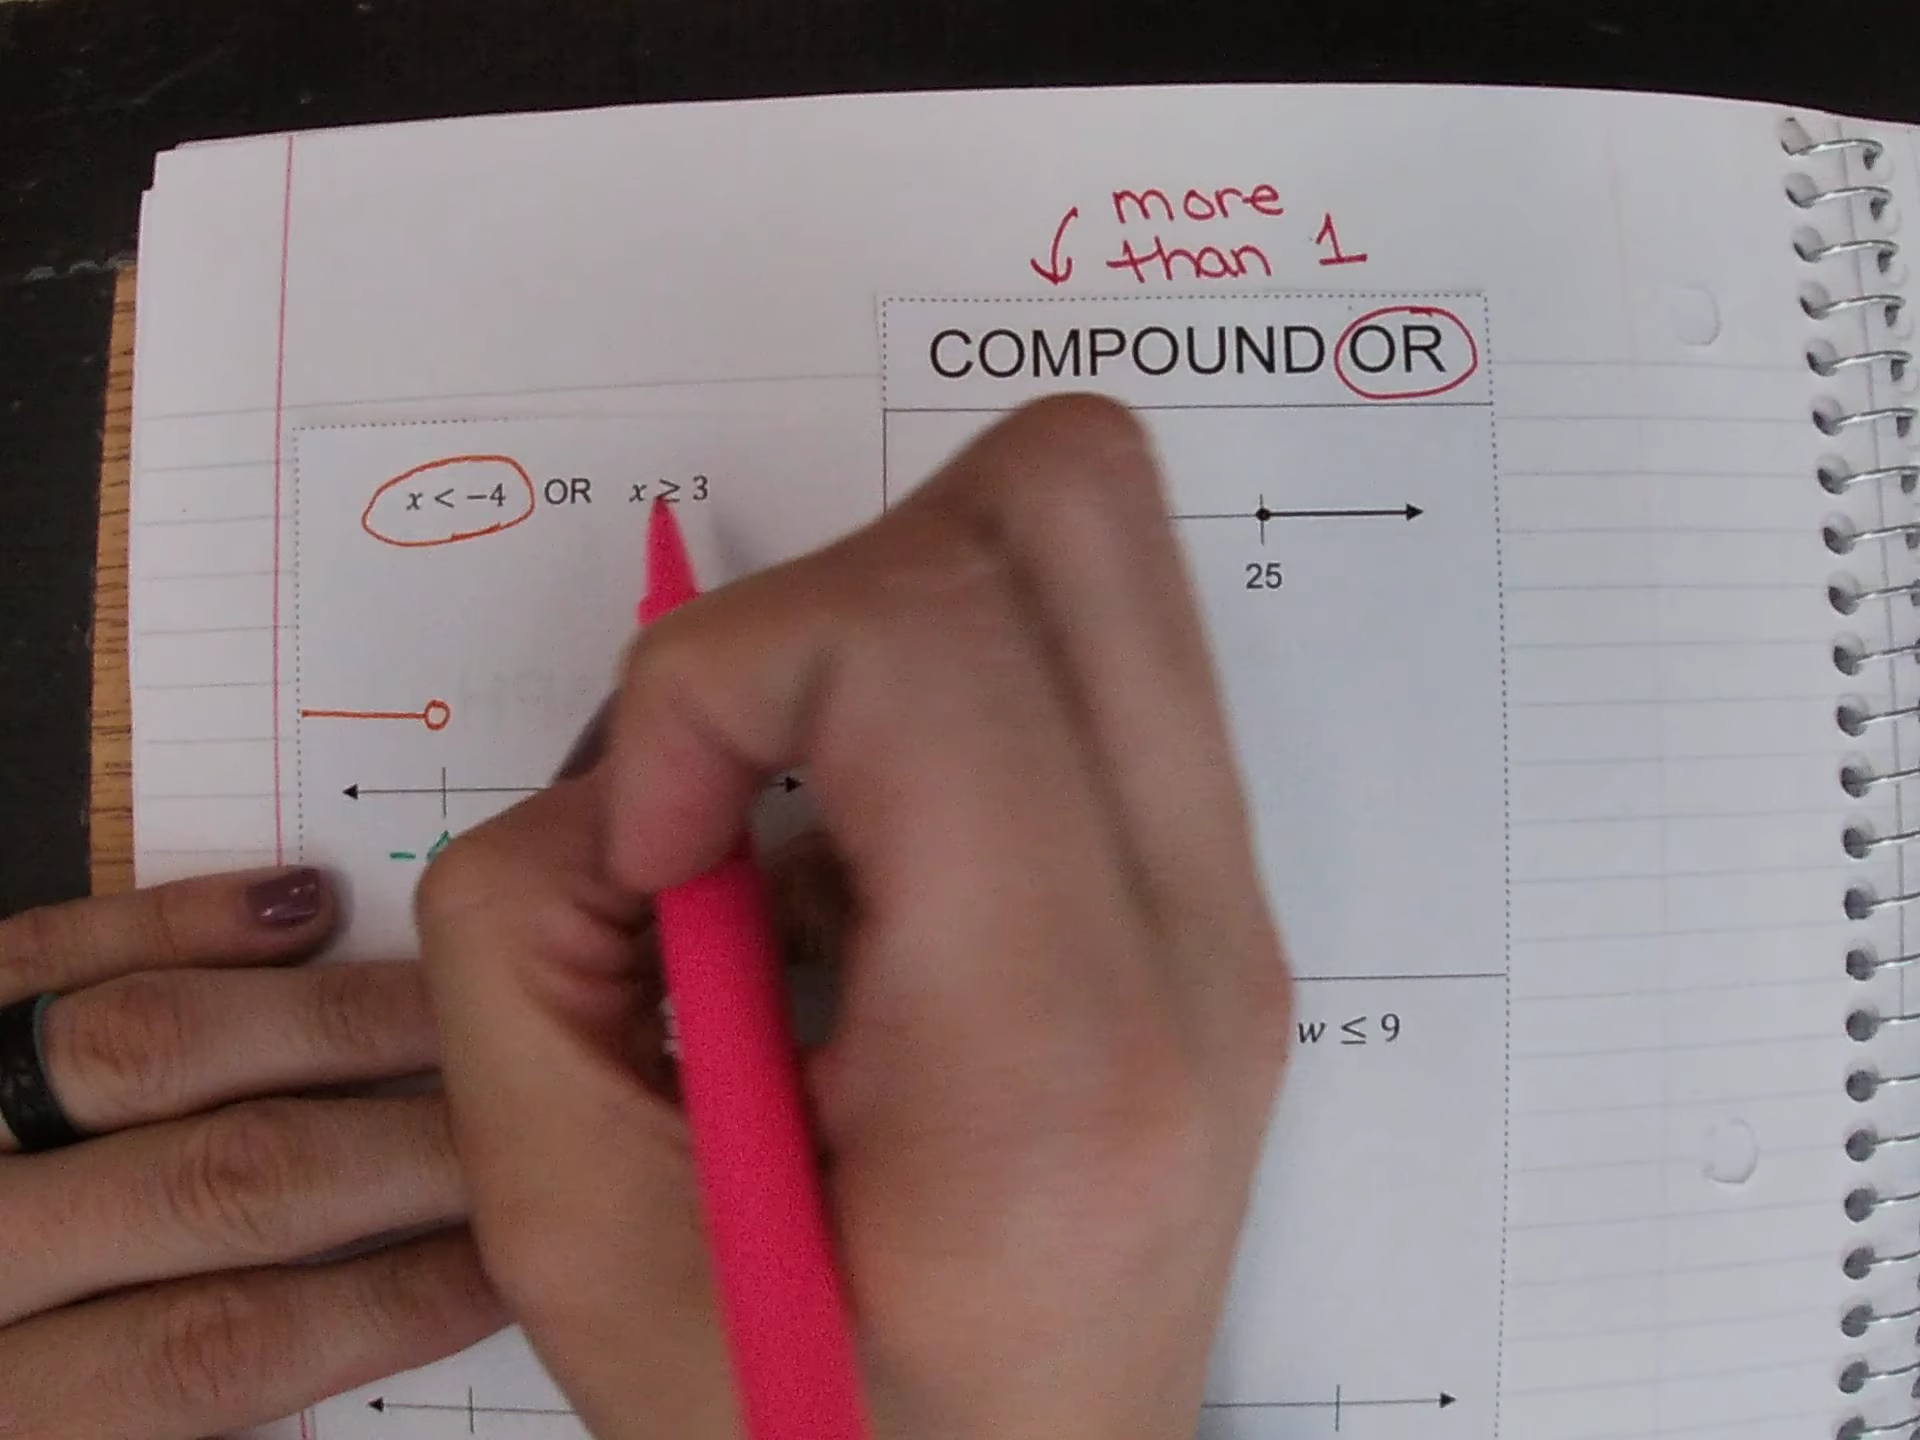 more
than 1
COMPOUND OR
x < −4 OR x ≥ 3
25
w ≤ 9